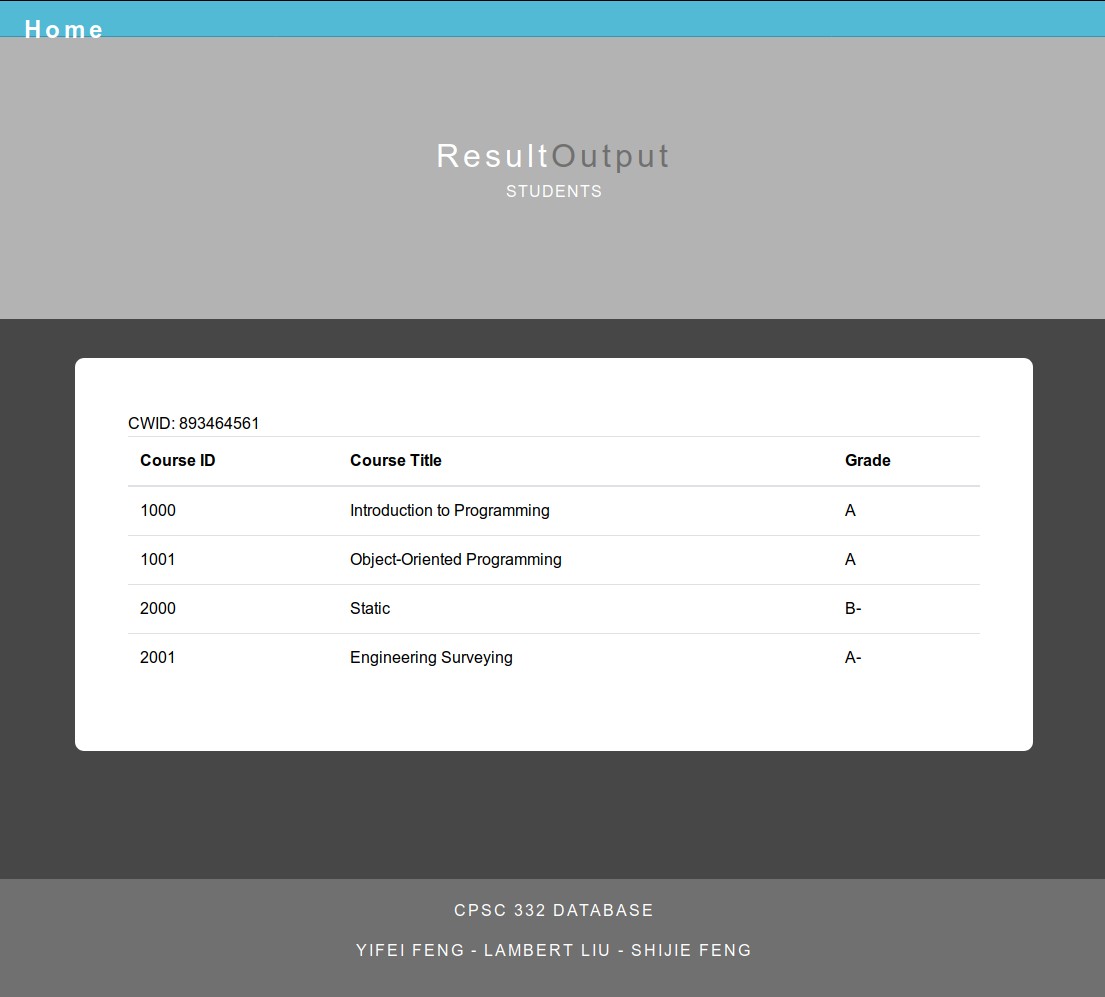 Home
ResultOutput
STUDENTS
CWID: 893464561
Course ID Course Title Grade
1000 Introduction to Programming A
1001 Object-Oriented Programming A
2000 Static B-
2001 Engineering Surveying A-
CPSC 332 DATABASE
YIFEI FENG - LAMBERT LIU - SHIJIE FENG